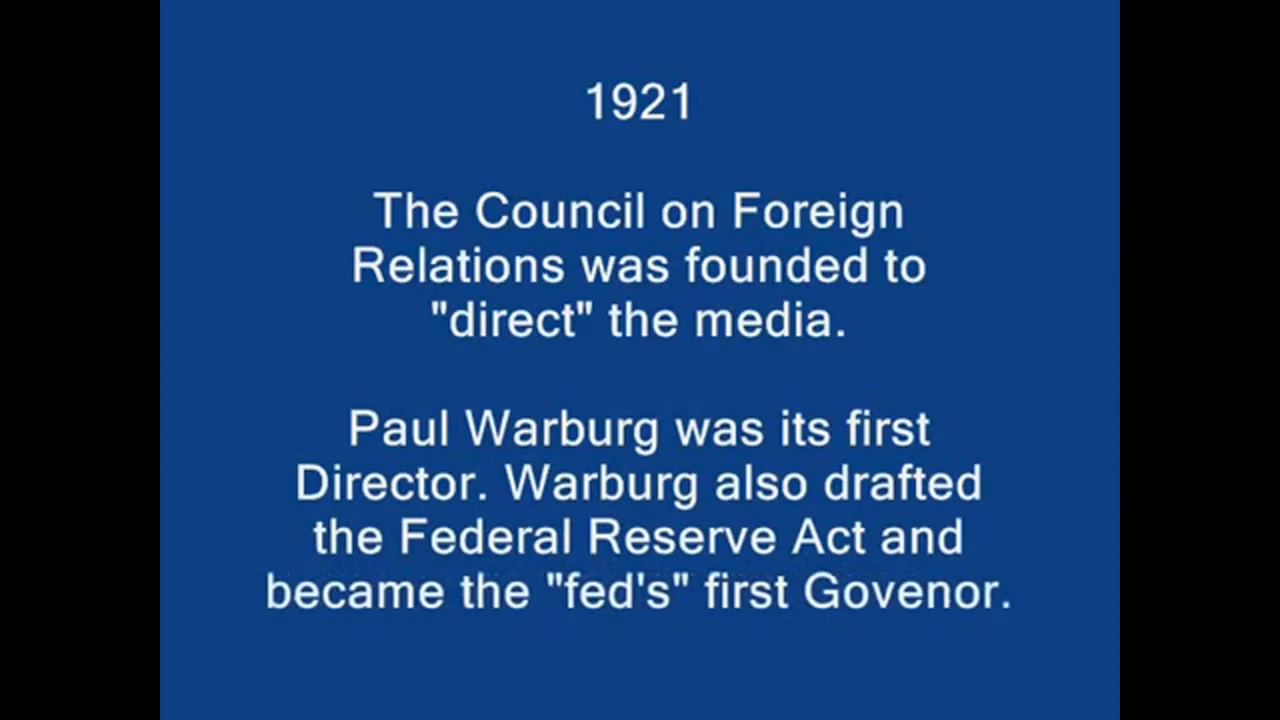 1921
The Council on Foreign
Relations was founded to
"direct" the media.
Paul Warburg was its first
Director. Warburg also drafted
the Federal Reserve Act and
became the "fed's" first Govenor.